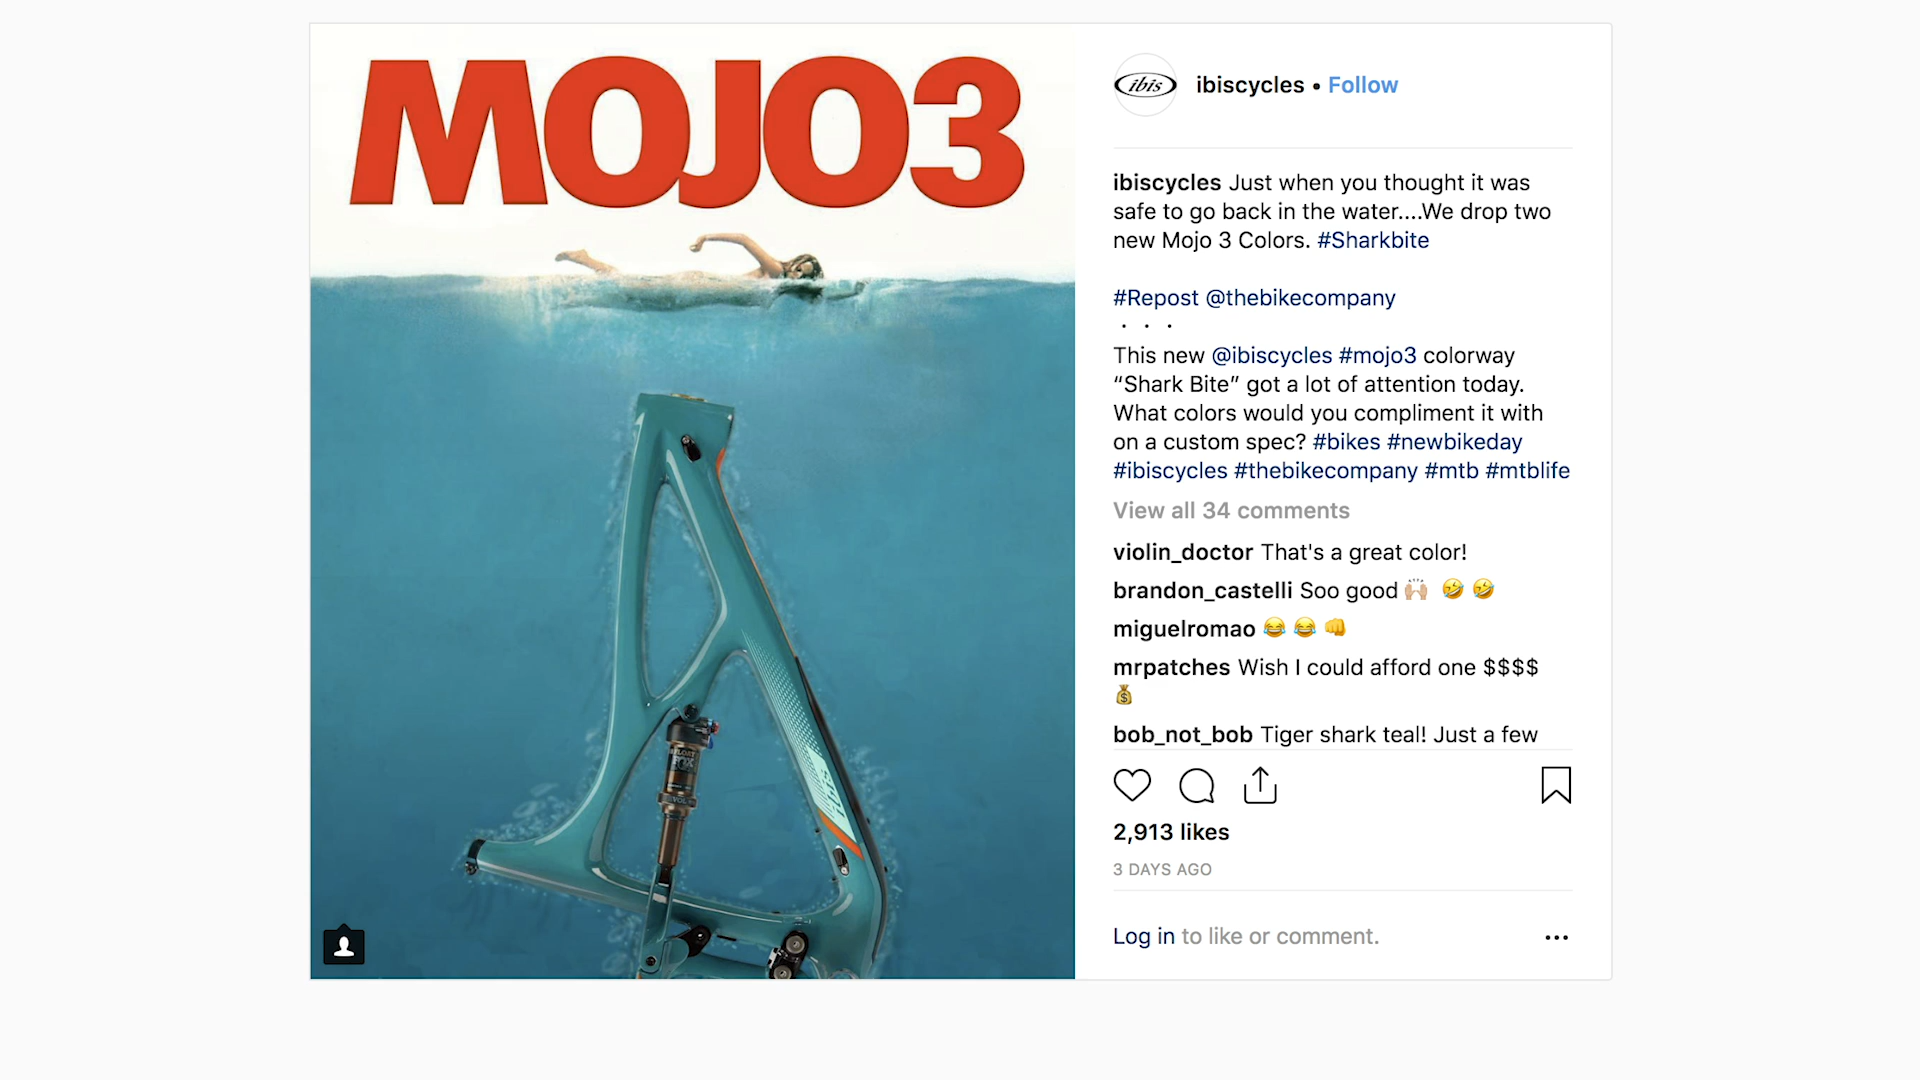 MOJO3
ibis
ibis
FLOAT
FOX
EVOL
ibiscycles • Follow
ibiscycles Just when you thought it was
safe to go back in the water....We drop two
new Mojo 3 Colors. #Sharkbite
#Repost @thebikecompany
· · ·
This new @ibiscycles #mojo3 colorway
“Shark Bite” got a lot of attention today.
What colors would you compliment it with
on a custom spec? #bikes #newbikeday
#ibiscycles #thebikecompany #mtb #mtblife
View all 34 comments
violin_doctor That's a great color!
brandon_castelli Soo good 🙌🏼 🤣 🤣
miguelromao 😂 😂 👊
mrpatches Wish I could afford one $$$$
💰
bob_not_bob Tiger shark teal! Just a few
2,913 likes
3 DAYS AGO
Log in to like or comment.